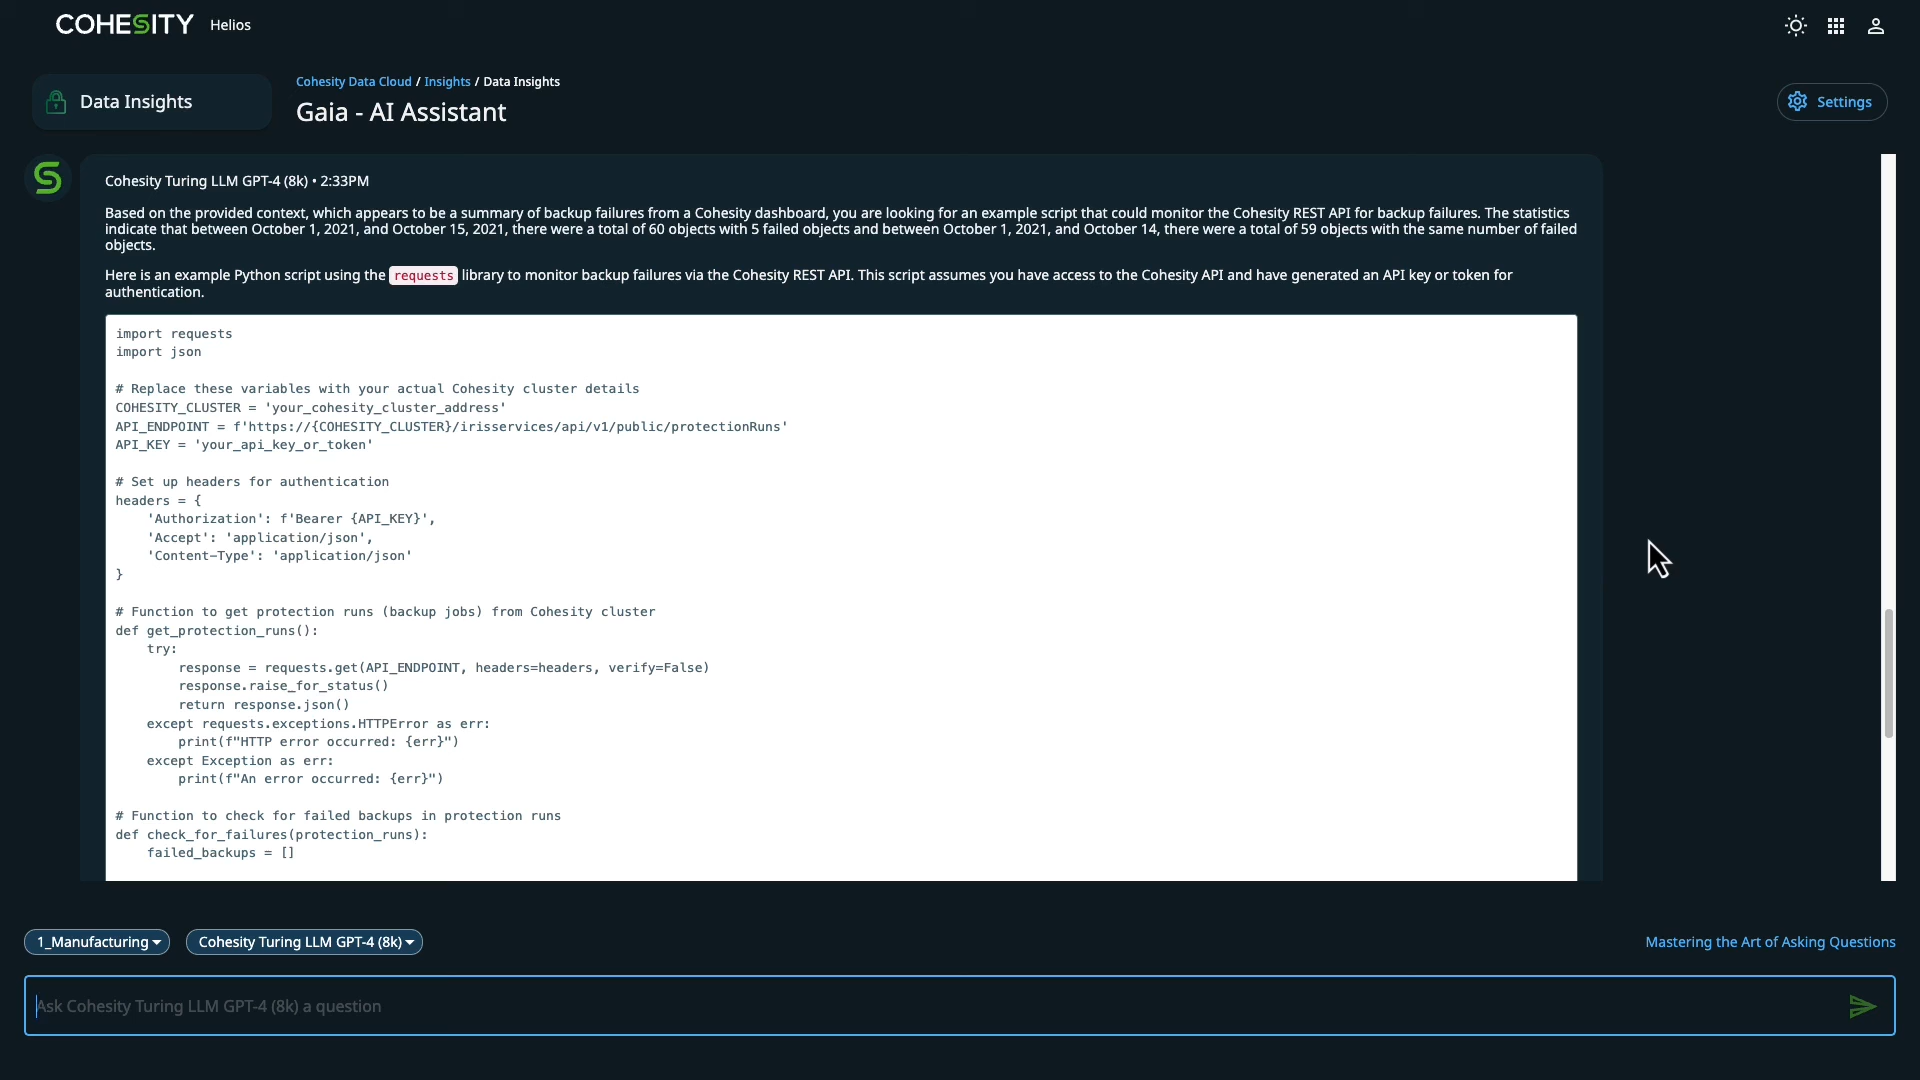 COHESITY Helios
Data Insights
Cohesity Data Cloud / Insights / Data Insights
Gaia - AI Assistant
Settings
Cohesity Turing LLM GPT-4 (8k) • 2:33PM
Based on the provided context, which appears to be a summary of backup failures from a Cohesity dashboard, you are looking for an example script that could monitor the Cohesity REST API for backup failures. The statistics
indicate that between October 1, 2021, and October 15, 2021, there were a total of 60 objects with 5 failed objects and between October 1, 2021, and October 14, there were a total of 59 objects with the same number of failed
objects.
Here is an example Python script using the requests library to monitor backup failures via the Cohesity REST API. This script assumes you have access to the Cohesity API and have generated an API key or token for
authentication.
import requests
import json
# Replace these variables with your actual Cohesity cluster details
COHESITY_CLUSTER = 'your_cohesity_cluster_address'
API_ENDPOINT = f'https://{COHESITY_CLUSTER}/irisservices/api/v1/public/protectionRuns'
API_KEY = 'your_api_key_or_token'
# Set up headers for authentication
headers = {
    'Authorization': f'Bearer {API_KEY}',
    'Accept': 'application/json',
    'Content-Type': 'application/json'
}
# Function to get protection runs (backup jobs) from Cohesity cluster
def get_protection_runs():
    try:
        response = requests.get(API_ENDPOINT, headers=headers, verify=False)
        response.raise_for_status()
        return response.json()
    except requests.exceptions.HTTPError as err:
        print(f"HTTP error occurred: {err}")
    except Exception as err:
        print(f"An error occurred: {err}")
# Function to check for failed backups in protection runs
def check_for_failures(protection_runs):
    failed_backups = []
1_Manufacturing
Cohesity Turing LLM GPT-4 (8k)
Mastering the Art of Asking Questions
Ask Cohesity Turing LLM GPT-4 (8k) a question